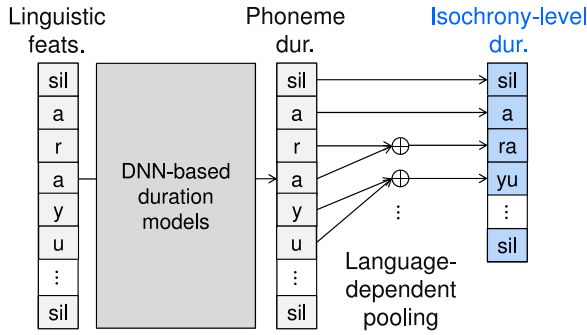 Linguistic
feats.
Phoneme
dur.
Isochrony-level
dur.
sil
a
r
a
y
u
⋮
sil
DNN-based
duration
models
sil
a
r
a
y
u
⋮
sil
⋮
Language-
dependent
pooling
sil
a
ra
yu
⋮
sil